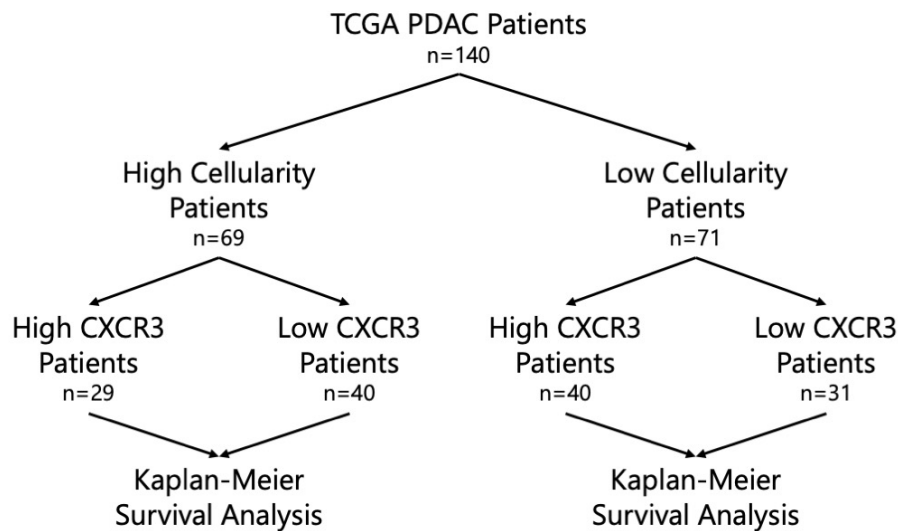 TCGA PDAC Patients
n=140
High Cellularity
Patients
n=69
Low Cellularity
Patients
n=71
High CXCR3
Patients
n=29
Low CXCR3
Patients
n=40
High CXCR3
Patients
n=40
Low CXCR3
Patients
n=31
Kaplan-Meier
Survival Analysis
Kaplan-Meier
Survival Analysis